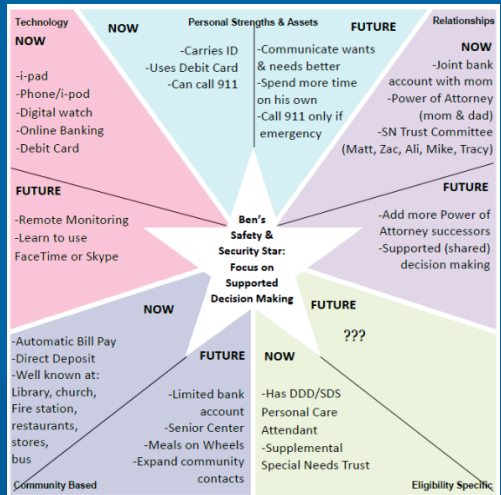 Technology
NOW
-i-pad
-Phone/i-pod
-Digital watch
-Online Banking
-Debit Card
FUTURE
-Remote Monitoring
-Learn to use
FaceTime or Skype
Personal Strengths & Assets
NOW
-Carries ID
-Uses Debit Card
-Can call 911
FUTURE
-Communicate wants
& needs better
-Spend more time
on his own
-Call 911 only if
emergency
Relationships
NOW
-Joint bank
account with mom
-Power of Attorney
(mom & dad)
-SN Trust Committee
(Matt, Zac, Ali, Mike, Tracy)
FUTURE
-Add more Power of
Attorney successors
-Supported (shared)
decision making
Ben's
Safety &
Security Star:
Focus on
Supported
Decision Making
NOW
-Automatic Bill Pay
-Direct Deposit
-Well known at:
Library, church,
Fire station,
restaurants,
stores,
bus
FUTURE
-Limited bank
account
-Senior Center
-Meals on Wheels
-Expand community
contacts
Community Based
FUTURE
???
NOW
-Has DDD/SDS
Personal Care
Attendant
-Supplemental
Special Needs Trust
Eligibility Specific